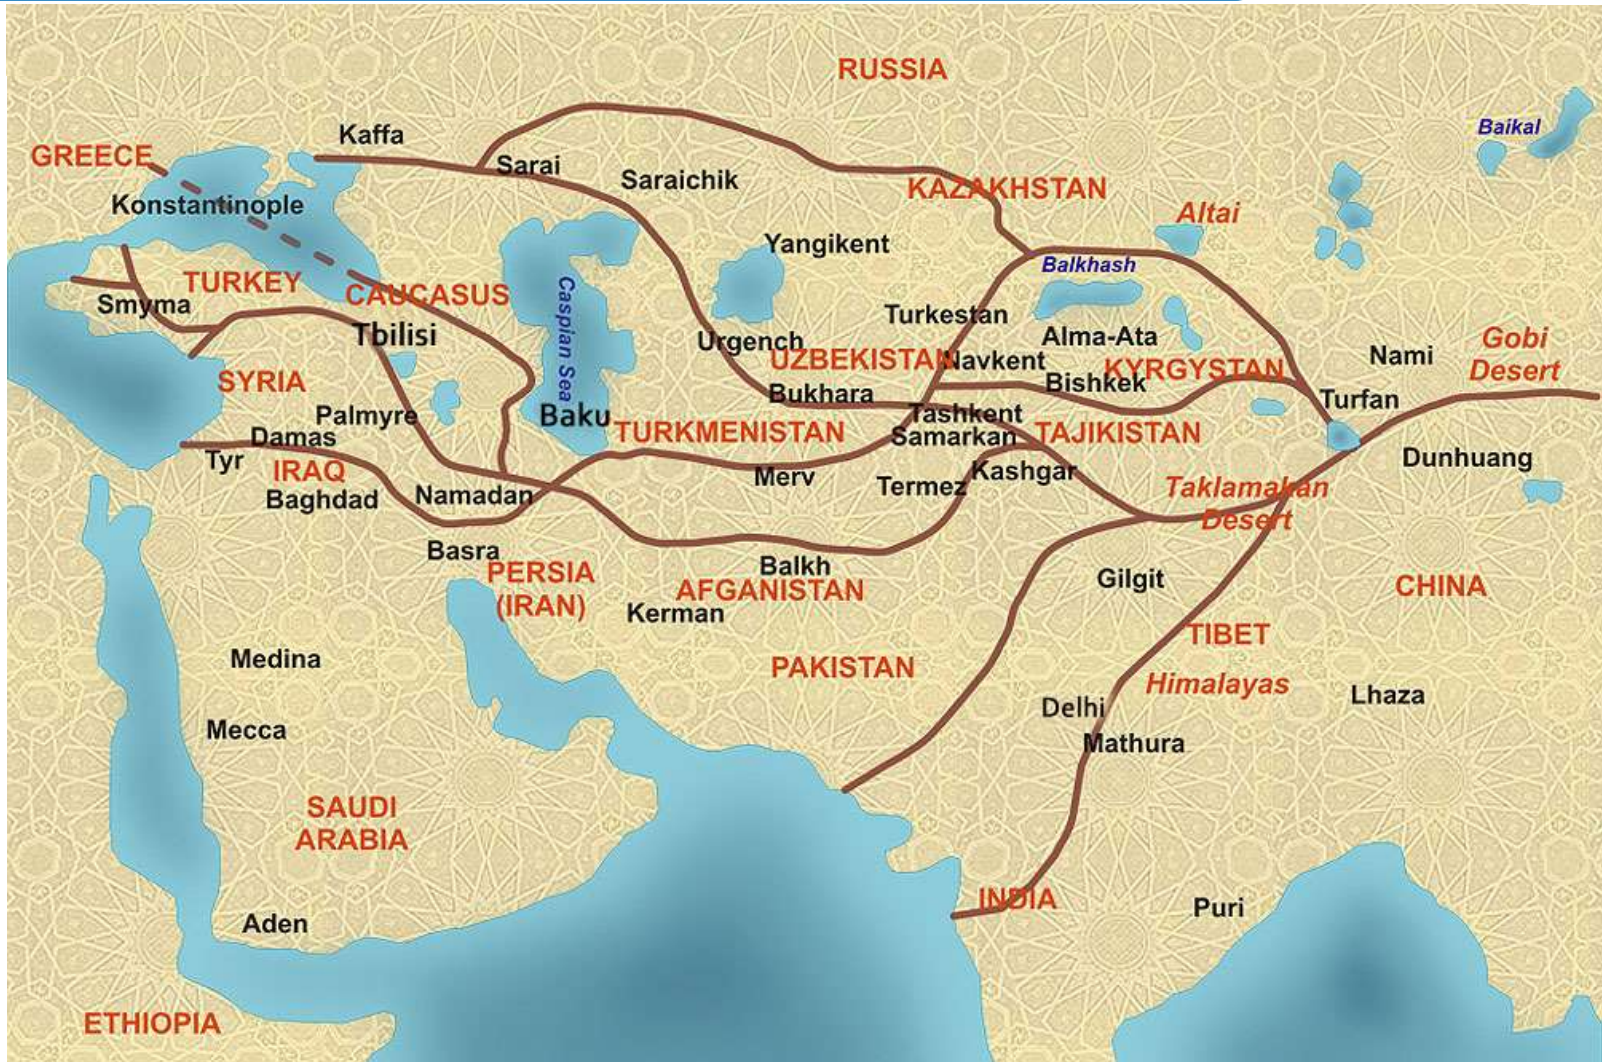 RUSSIA
Baikal
Kaffa
GREECE
Sarai
Saraichik
KAZAKHSTAN
Konstantinople
Altai
Yangikent
Balkhash
TURKEY
CAUCASUS
Caspian Sea
Smyma
Turkestan
Tbilisi
Urgench
Alma-Ata
Gobi
Desert
UZBEKISTAN
Navkent
KYRGYSTAN
Nami
SYRIA
Bishkek
Bukhara
Turfan
Palmyre
Baku
Tashkent
Damas
TURKMENISTAN
Samarkan
TAJIKISTAN
Tyr
IRAQ
Merv
Kashgar
Dunhuang
Baghdad
Namadan
Termez
Taklamakan
Desert
Basra
PERSIA
(IRAN)
Balkh
AFGANISTAN
Gilgit
CHINA
Kerman
TIBET
Medina
PAKISTAN
Himalayas
Lhaza
Delhi
Mecca
Mathura
SAUDI
ARABIA
INDIA
Puri
Aden
ETHIOPIA